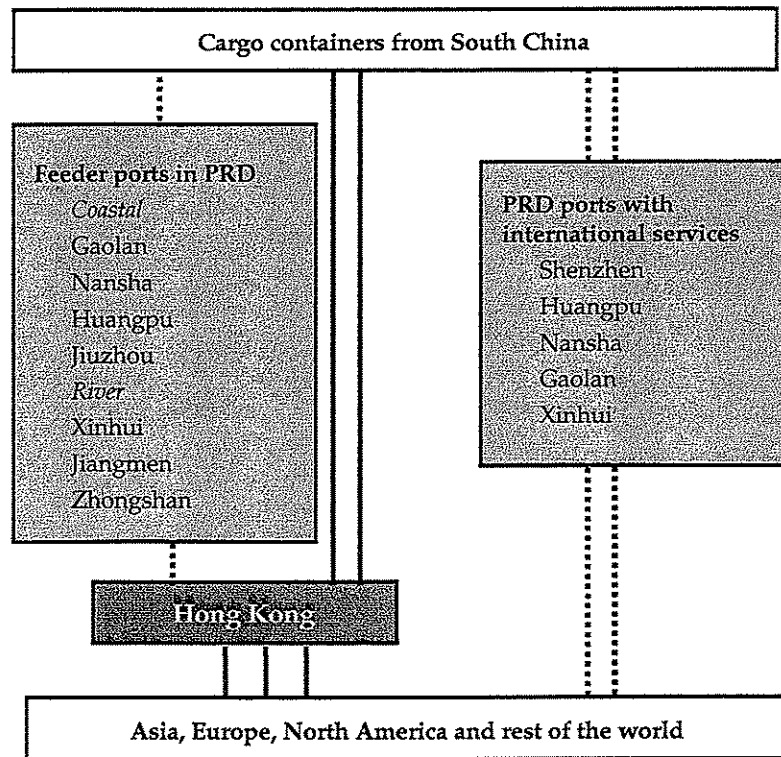 Cargo containers from South China
Feeder ports in PRD
Coastal
Gaolan
Nansha
Huangpu
Jiuzhou
River
Xinhui
Jiangmen
Zhongshan
PRD ports with
international services
Shenzhen
Huangpu
Nansha
Gaolan
Xinhui
Hong Kong
Asia, Europe, North America and rest of the world